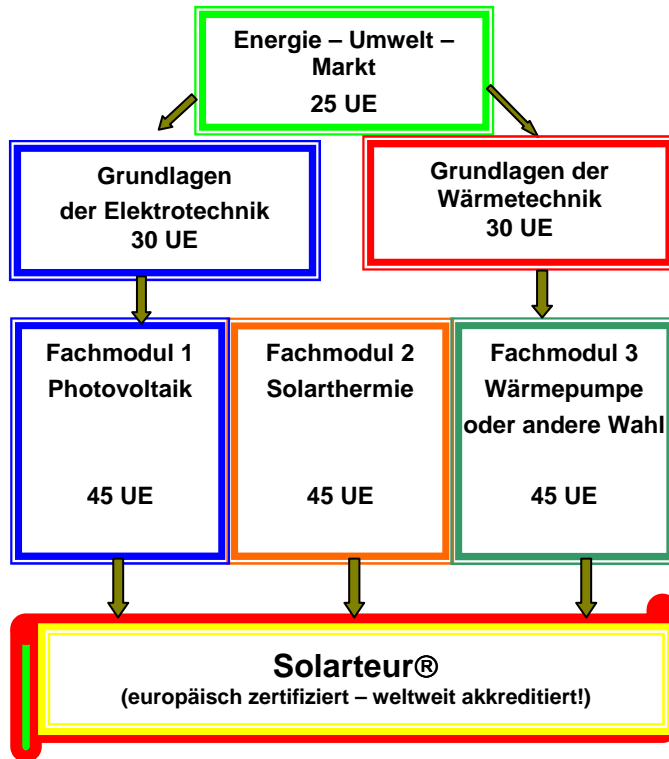 Energie – Umwelt –
Markt
25 UE
Grundlagen
der Elektrotechnik
30 UE
Grundlagen der
Wärmetechnik
30 UE
Fachmodul 1
Photovoltaik
45 UE
Fachmodul 2
Solarthermie
45 UE
Fachmodul 3
Wärmepumpe
oder andere Wahl
45 UE
Solarteur®
(europäisch zertifiziert – weltweit akkreditiert!)